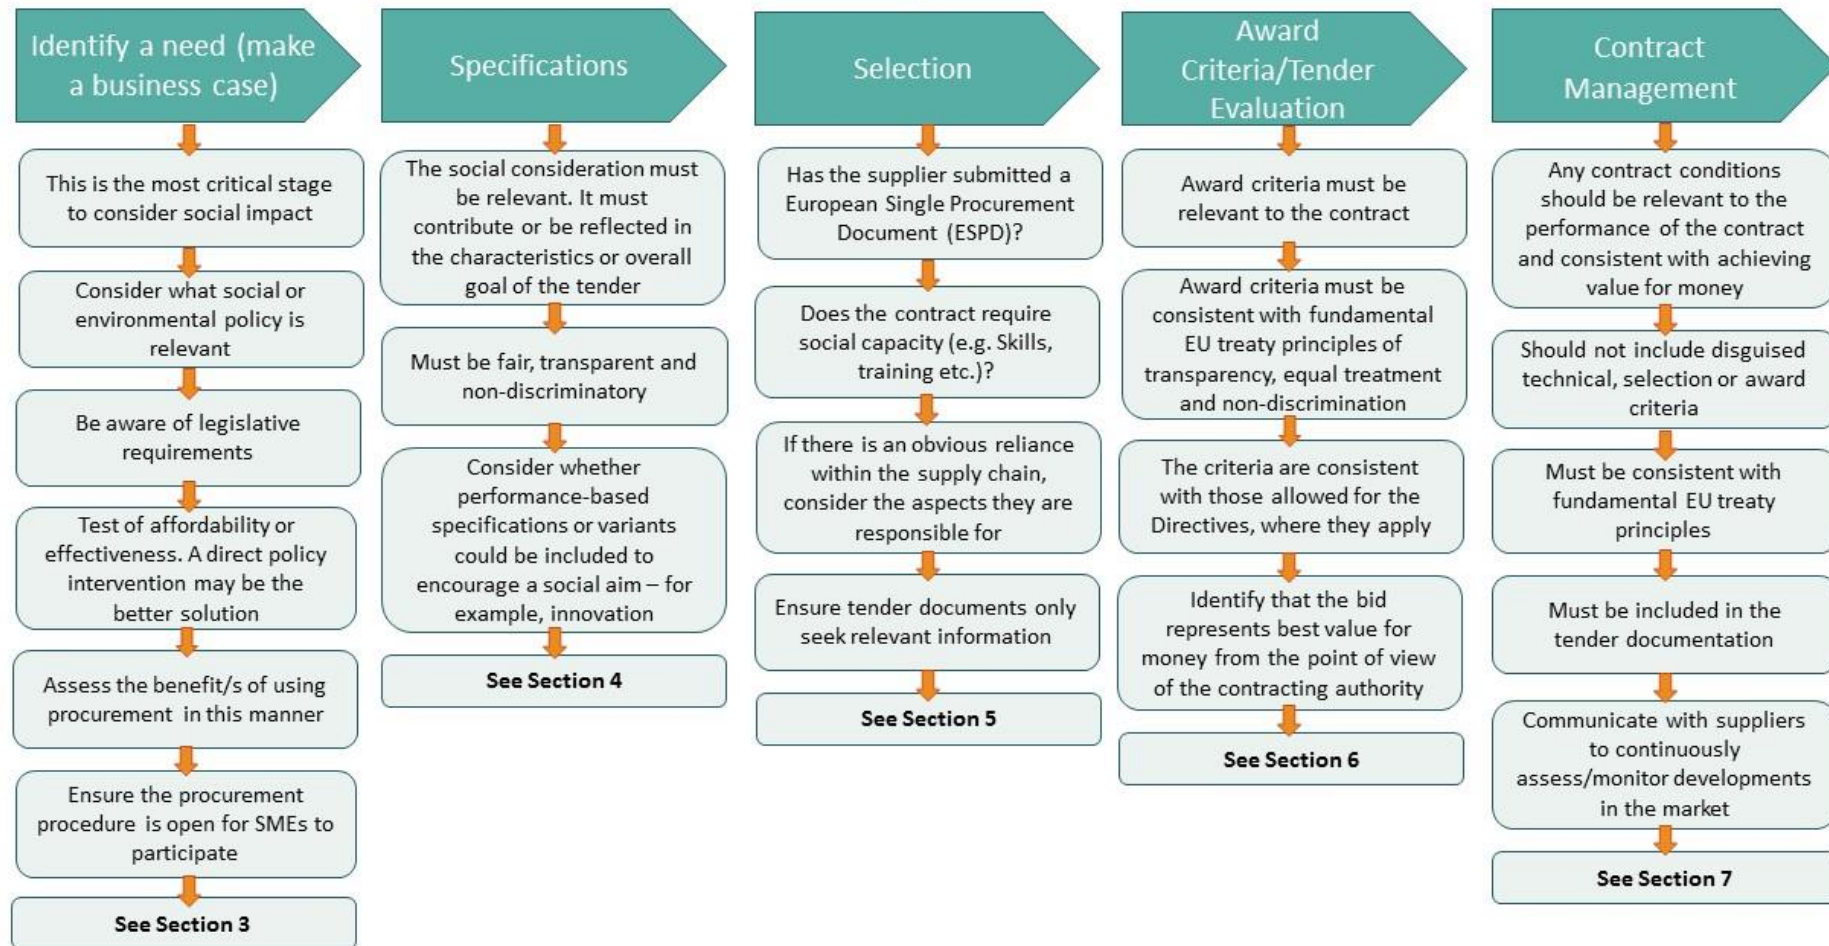 Identify a need (make
a business case)
This is the most critical stage
to consider social impact
Consider what social or
environmental policy is
relevant
Be aware of legislative
requirements
Test of affordability or
effectiveness. A direct policy
intervention may be the
better solution
Assess the benefit/s of using
procurement in this manner
Ensure the procurement
procedure is open for SMEs to
participate
See Section 3
Specifications
The social consideration must
be relevant. It must
contribute or be reflected in
the characteristics or overall
goal of the tender
Must be fair, transparent and
non-discriminatory
Consider whether
performance-based
specifications or variants
could be included to
encourage a social aim – for
example, innovation
See Section 4
Selection
Has the supplier submitted a
European Single Procurement
Document (ESPD)?
Does the contract require
social capacity (e.g. Skills,
training etc.)?
If there is an obvious reliance
within the supply chain,
consider the aspects they are
responsible for
Ensure tender documents only
seek relevant information
See Section 5
Award
Criteria/Tender
Evaluation
Award criteria must be
relevant to the contract
Award criteria must be
consistent with fundamental
EU treaty principles of
transparency, equal treatment
and non-discrimination
The criteria are consistent
with those allowed for the
Directives, where they apply
Identify that the bid
represents best value for
money from the point of view
of the contracting authority
See Section 6
Contract
Management
Any contract conditions
should be relevant to the
performance of the contract
and consistent with achieving
value for money
Should not include disguised
technical, selection or award
criteria
Must be consistent with
fundamental EU treaty
principles
Must be included in the
tender documentation
Communicate with suppliers
to continuously
assess/monitor developments
in the market
See Section 7